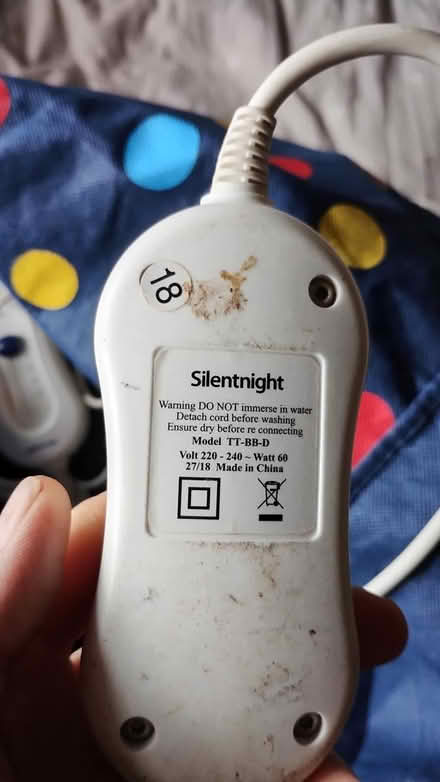 18
Silentnight
Warning DO NOT immerse in water
Detach cord before washing
Ensure dry before re connecting
Model TT-BB-D
Volt 220 - 240 ~ Watt 60
27/18 Made in China